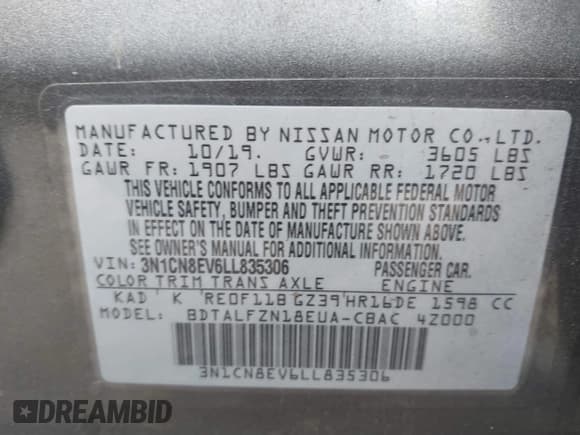 MANUFACTURED BY NISSAN MOTOR CO.,LTD.
DATE: 10/19. GVWR: 3605 LBS
GAWR FR: 1907 LBS GAWR RR: 1720 LBS
THIS VEHICLE CONFORMS TO ALL APPLICABLE FEDERAL MOTOR
VEHICLE SAFETY, BUMPER AND THEFT PREVENTION STANDARDS
IN EFFECT ON THE DATE OF MANUFACTURE SHOWN ABOVE.
SEE OWNER'S MANUAL FOR ADDITIONAL INFORMATION.
VIN: 3N1CN8EV6LL835306 PASSENGER CAR.
COLOR TRIM TRANS AXLE ENGINE
KAD K RE0F11B GZ39 HR16DE 1598 CC
MODEL: BDTALFZN18EUA-CBAC 4Z000
3N1CN8EV6LL835306
DREAMBID